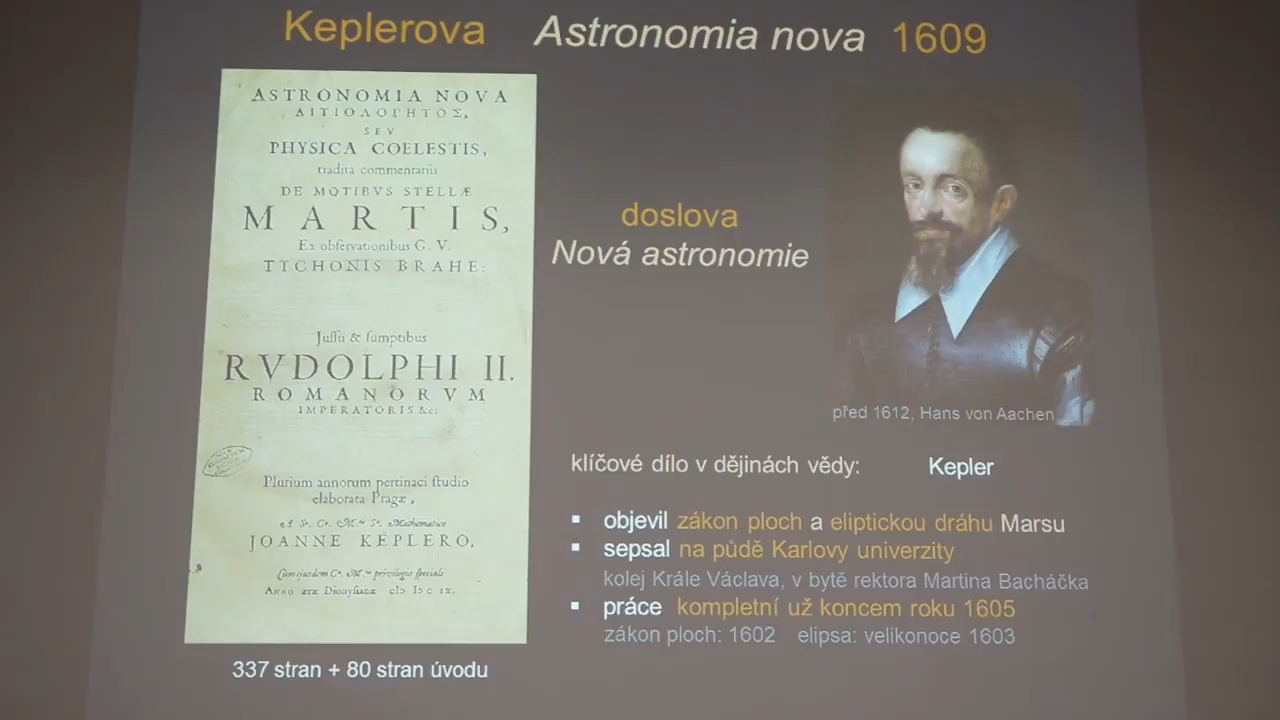 Keplerova Astronomia nova 1609
ASTRONOMIA NOVA
ΑΙΤΙΟΛΟΓΗΤΟΣ,
SEV
PHYSICA COELESTIS,
tradita commentariis
DE MOTIBVS STELLÆ
MARTIS,
Ex observationibus G. V.
TYCHONIS BRAHE:
Jussu & sumptibus
RVDOLPHI II.
ROMANORVM
IMPERATORIS &c:
Plurium annorum pertinaci studio
elaborata Pragæ,
JOANNE KEPLERO,
337 stran + 80 stran úvodu
doslova
Nová astronomie
před 1612, Hans von Aachen
klíčové dílo v dějinách vědy: Kepler
▪ objevil zákon ploch a eliptickou dráhu Marsu
▪ sepsal na půdě Karlovy univerzity
kolej Krále Václava, v bytě rektora Martina Bacháčka
▪ práce kompletní už koncem roku 1605
zákon ploch: 1602 elipsa: velikonoce 1603